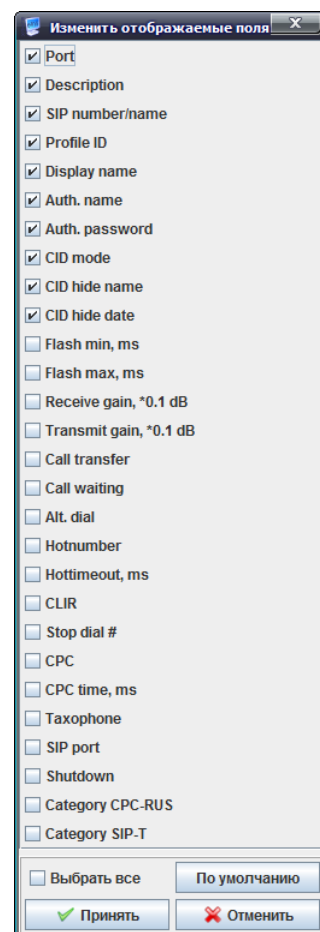 Изменить отображаемые поля
Port
Description
SIP number/name
Profile ID
Display name
Auth. name
Auth. password
CID mode
CID hide name
CID hide date
Flash min, ms
Flash max, ms
Receive gain, *0.1 dB
Transmit gain, *0.1 dB
Call transfer
Call waiting
Alt. dial
Hotnumber
Hottimeout, ms
CLIR
Stop dial #
CPC
CPC time, ms
Taxophone
SIP port
Shutdown
Category CPC-RUS
Category SIP-T
Выбрать все По умолчанию
Принять Отменить